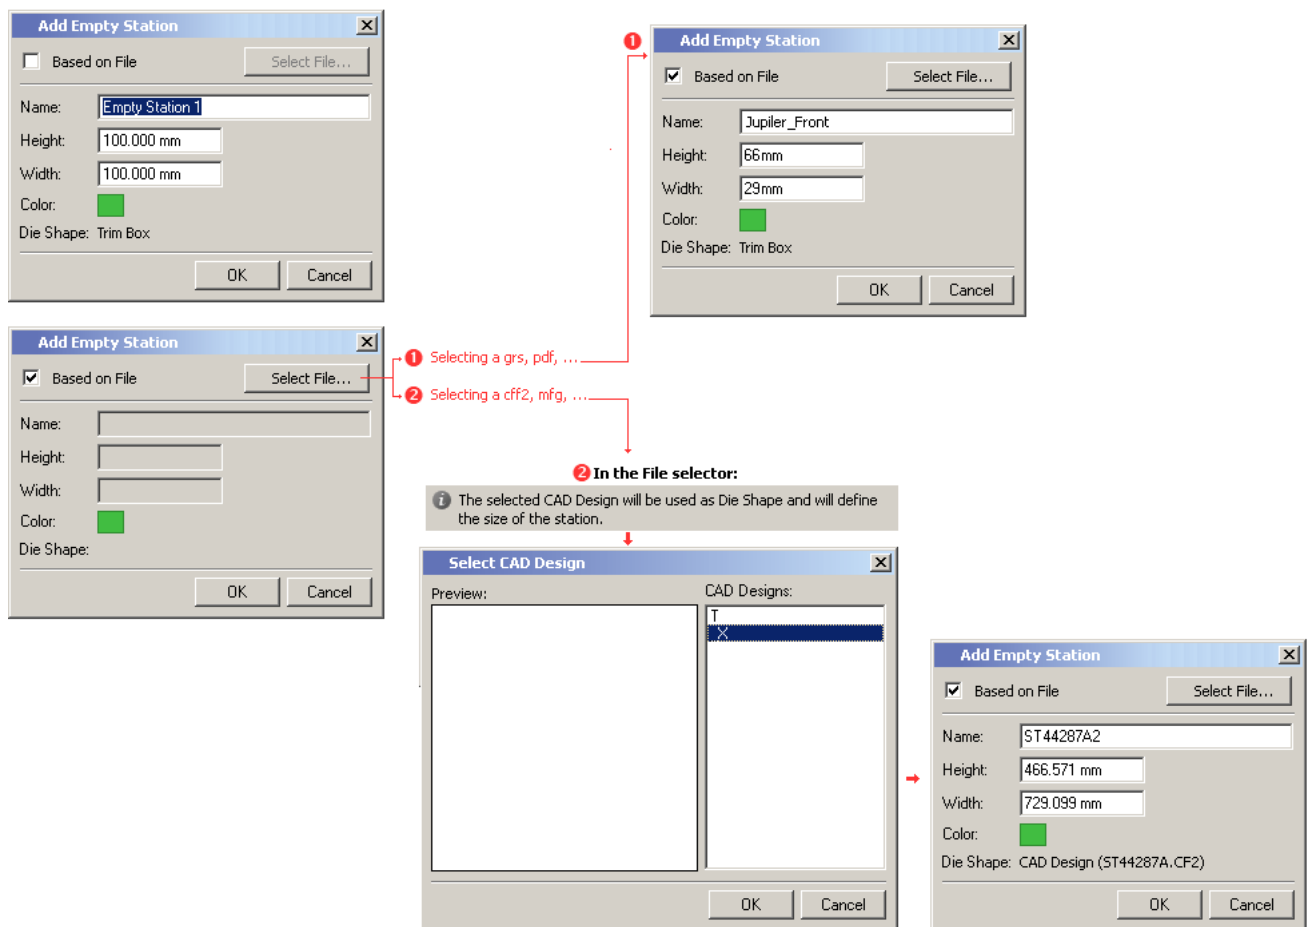 Add Empty Station
Based on File
Select File...
Name: Empty Station 1
Height: 100.000 mm
Width: 100.000 mm
Color:
Die Shape: Trim Box
OK Cancel
1 Add Empty Station
Based on File
Select File...
Name: Jupiler_Front
Height: 66mm
Width: 29mm
Color:
Die Shape: Trim Box
OK Cancel
Add Empty Station
Based on File
Select File...
Name:
Height:
Width:
Color:
Die Shape:
OK Cancel
1 Selecting a grs, pdf, ...
2 Selecting a cff2, mfg, ...
2 In the File selector:
The selected CAD Design will be used as Die Shape and will define
the size of the station.
Select CAD Design
Preview:
CAD Designs:
T
X
OK Cancel
Add Empty Station
Based on File
Select File...
Name: ST44287A2
Height: 466.571 mm
Width: 729.099 mm
Color:
Die Shape: CAD Design (ST44287A.CF2)
OK Cancel